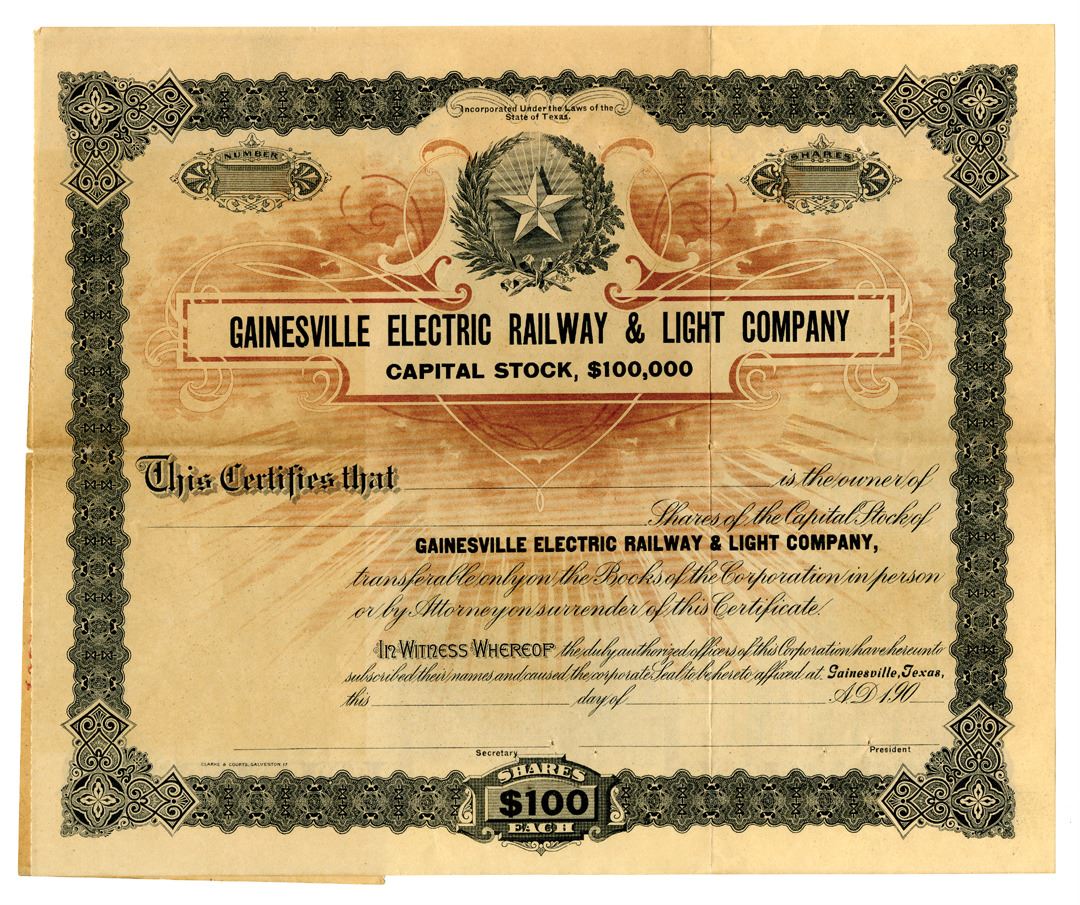 Incorporated Under the Laws of the
State of Texas.
NUMBER
SHARES
GAINESVILLE ELECTRIC RAILWAY & LIGHT COMPANY
CAPITAL STOCK, $100,000
This Certifies that is the owner of
Shares of the Capital Stock of
GAINESVILLE ELECTRIC RAILWAY & LIGHT COMPANY,
transferable only on the Books of the Corporation in person
or by Attorney on surrender of this Certificate.
IN WITNESS WHEREOF the duly authorized officers of this Corporation have hereunto
subscribed their names and caused the corporate Seal to be hereto affixed at Gainesville, Texas,
this day of A.D. 190
Secretary President
CLARKE & COURTS, GALVESTON
SHARES
$100
EACH